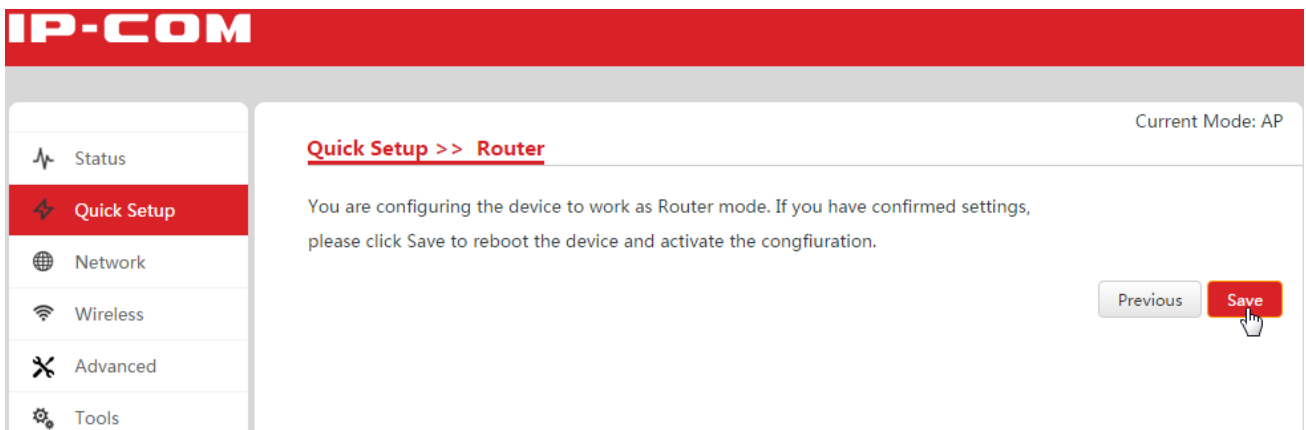 IP-COM
Current Mode: AP
Status
Quick Setup
Network
Wireless
Advanced
Tools
Quick Setup >> Router
You are configuring the device to work as Router mode. If you have confirmed settings,
please click Save to reboot the device and activate the congfiuration.
Previous
Save